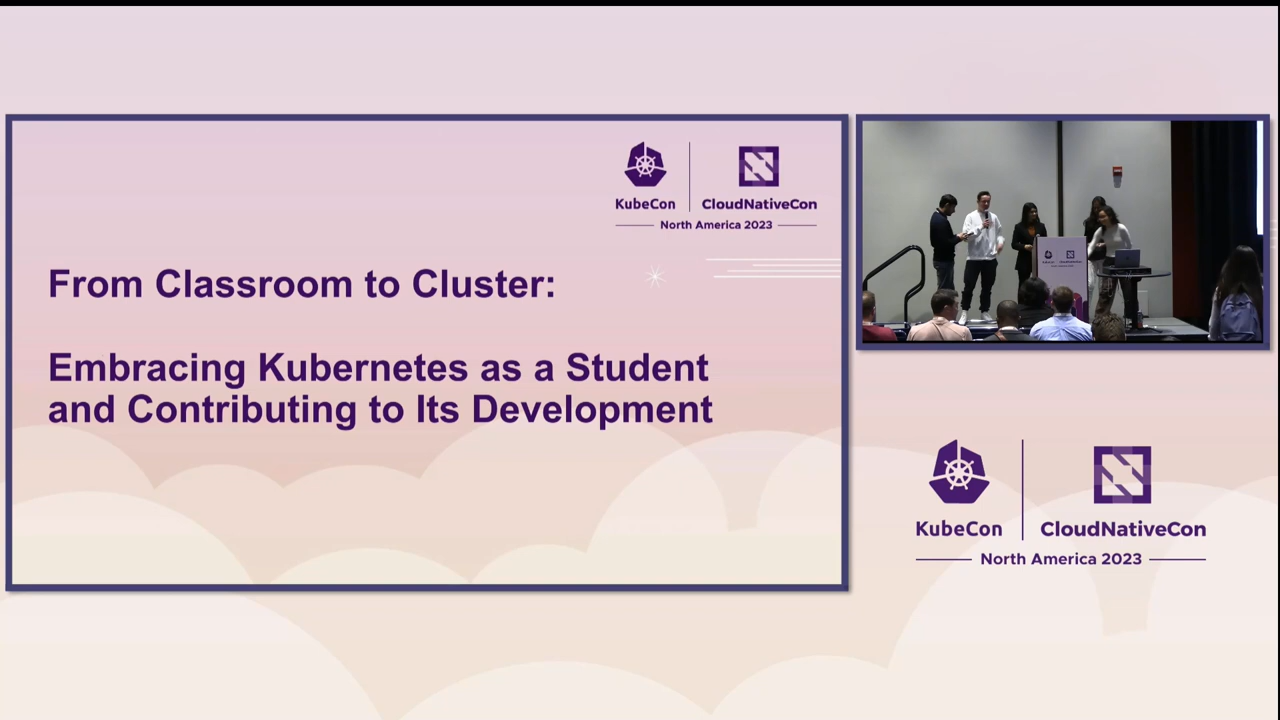 KubeCon
CloudNativeCon
North America 2023
From Classroom to Cluster:
Embracing Kubernetes as a Student
and Contributing to Its Development
KubeCon
CloudNativeCon
North America 2023